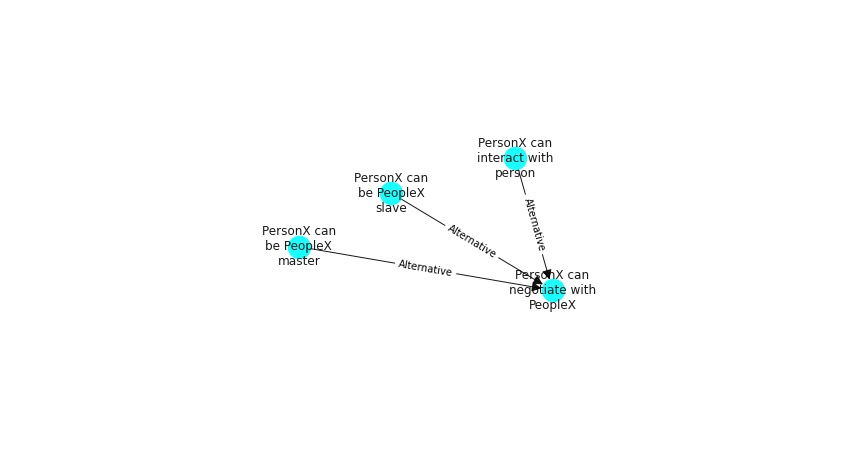 PersonX can
interact with
person
PersonX can
be PeopleX
slave
Alternative
PersonX can
be PeopleX
master
Alternative
Alternative
PersonX can
negotiate with
PeopleX